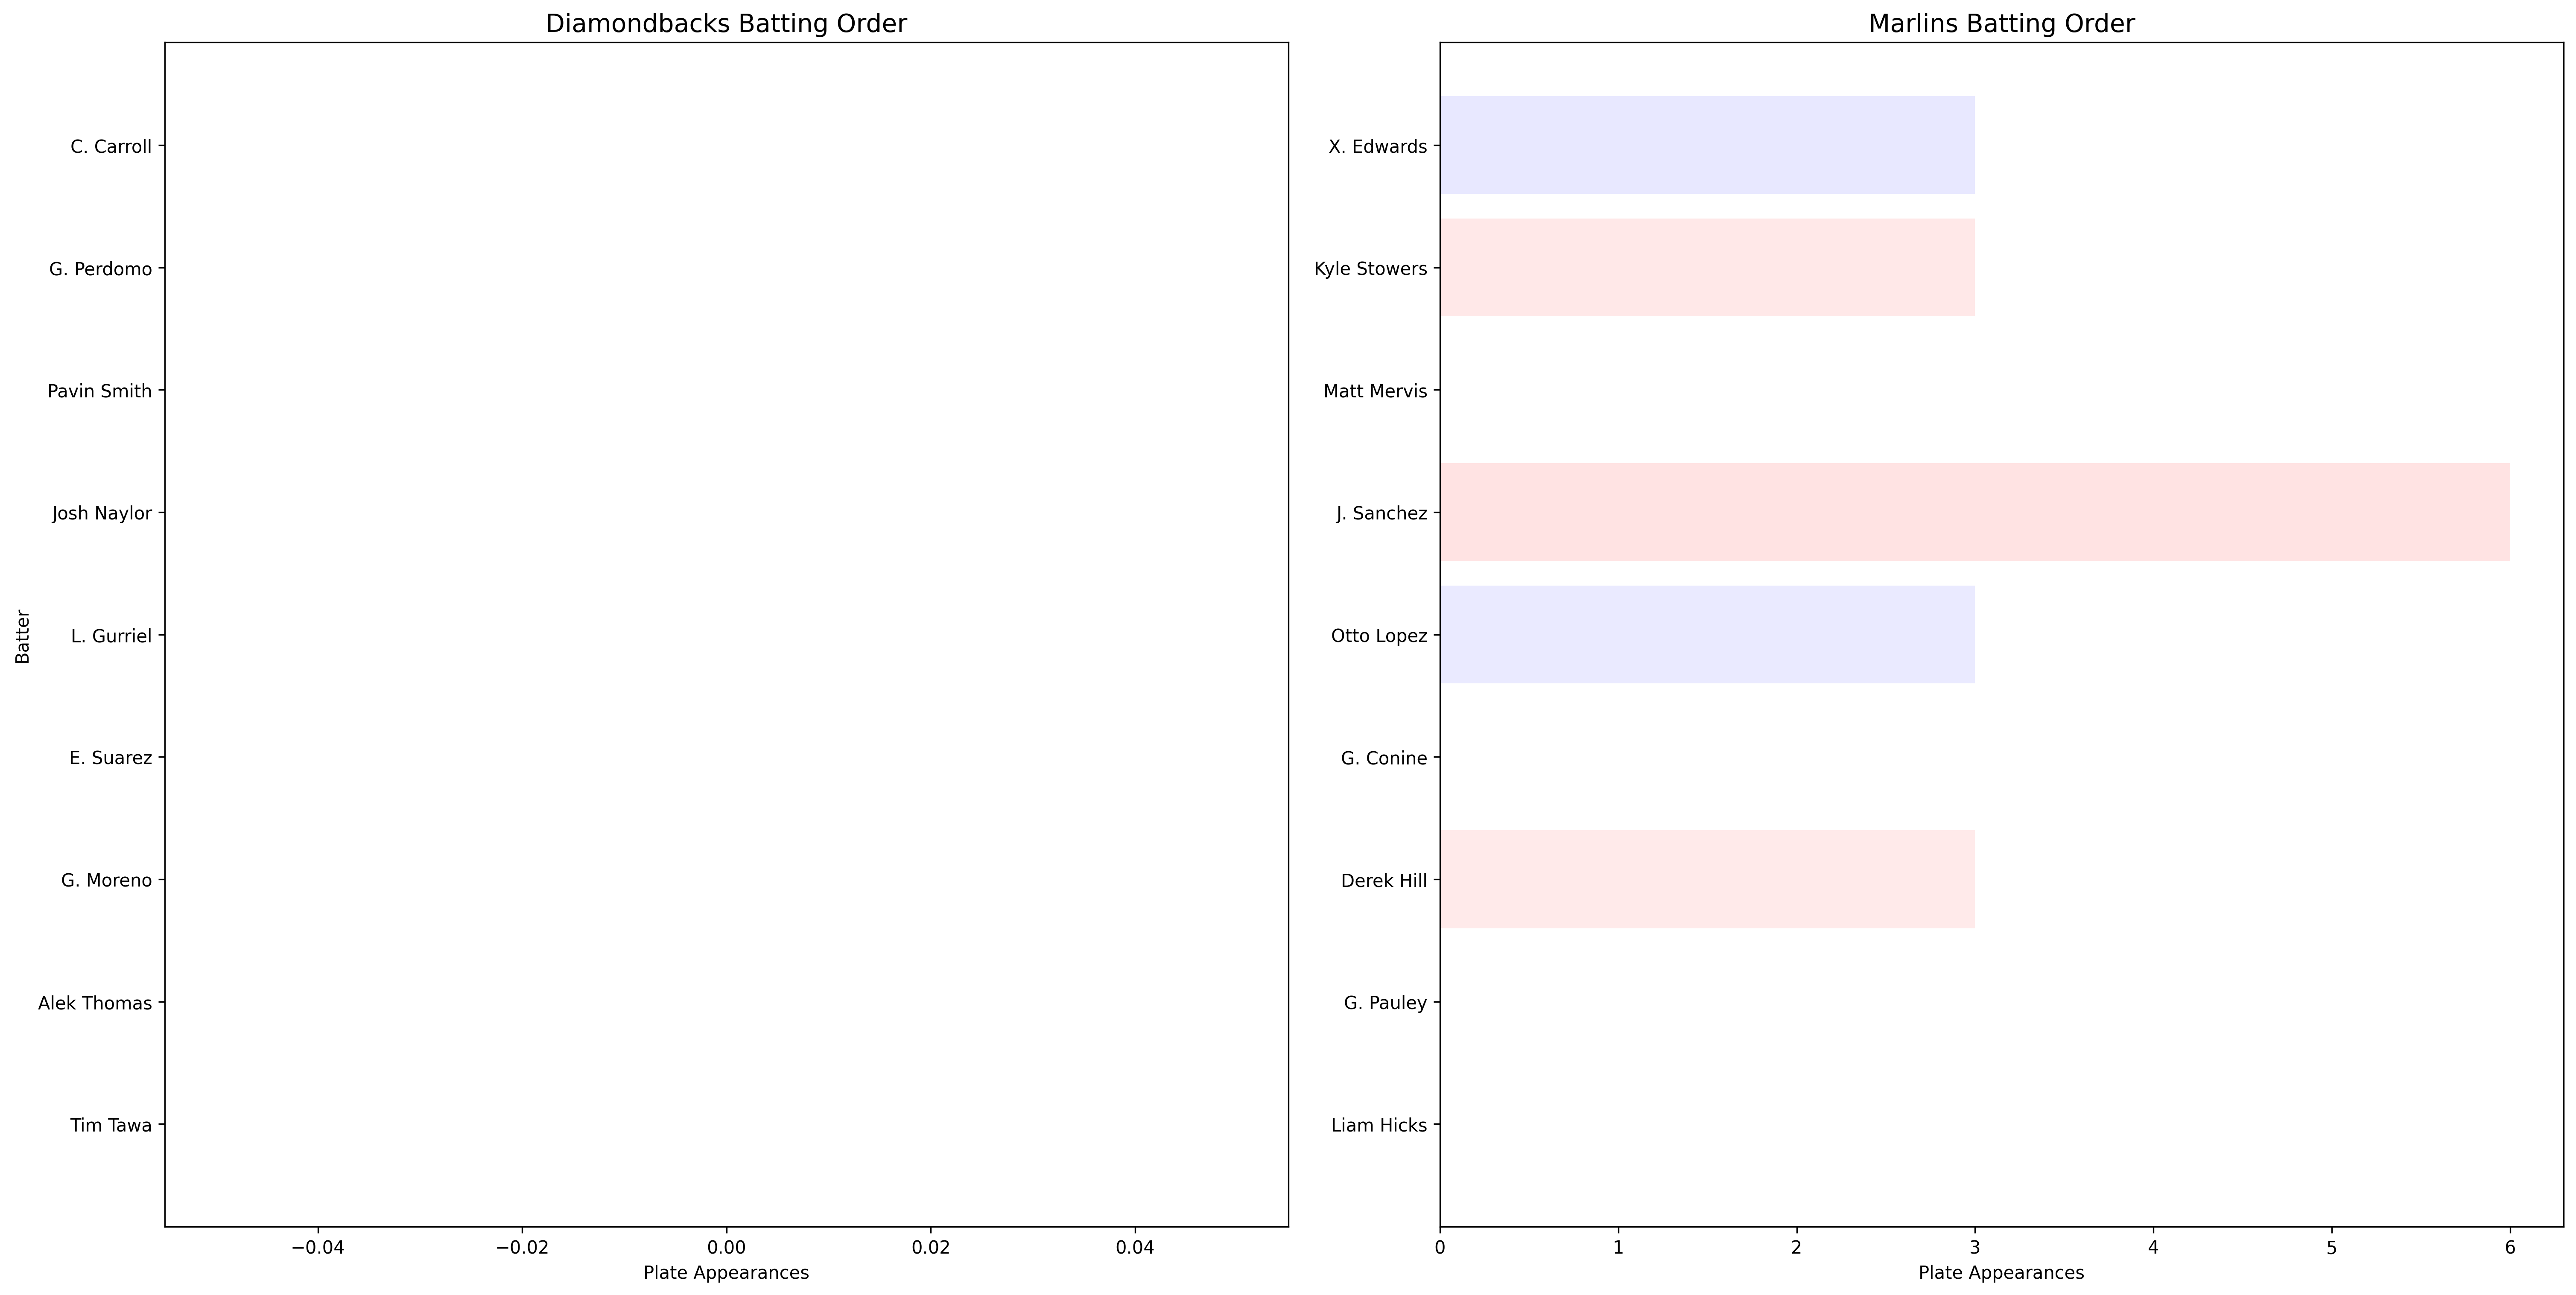 Diamondbacks Batting Order
C. Carroll
G. Perdomo
Pavin Smith
Josh Naylor
L. Gurriel
E. Suarez
G. Moreno
Alek Thomas
Tim Tawa
Batter
−0.04 −0.02 0.00 0.02 0.04
Plate Appearances
Marlins Batting Order
X. Edwards
Kyle Stowers
Matt Mervis
J. Sanchez
Otto Lopez
G. Conine
Derek Hill
G. Pauley
Liam Hicks
0 1 2 3 4 5 6
Plate Appearances